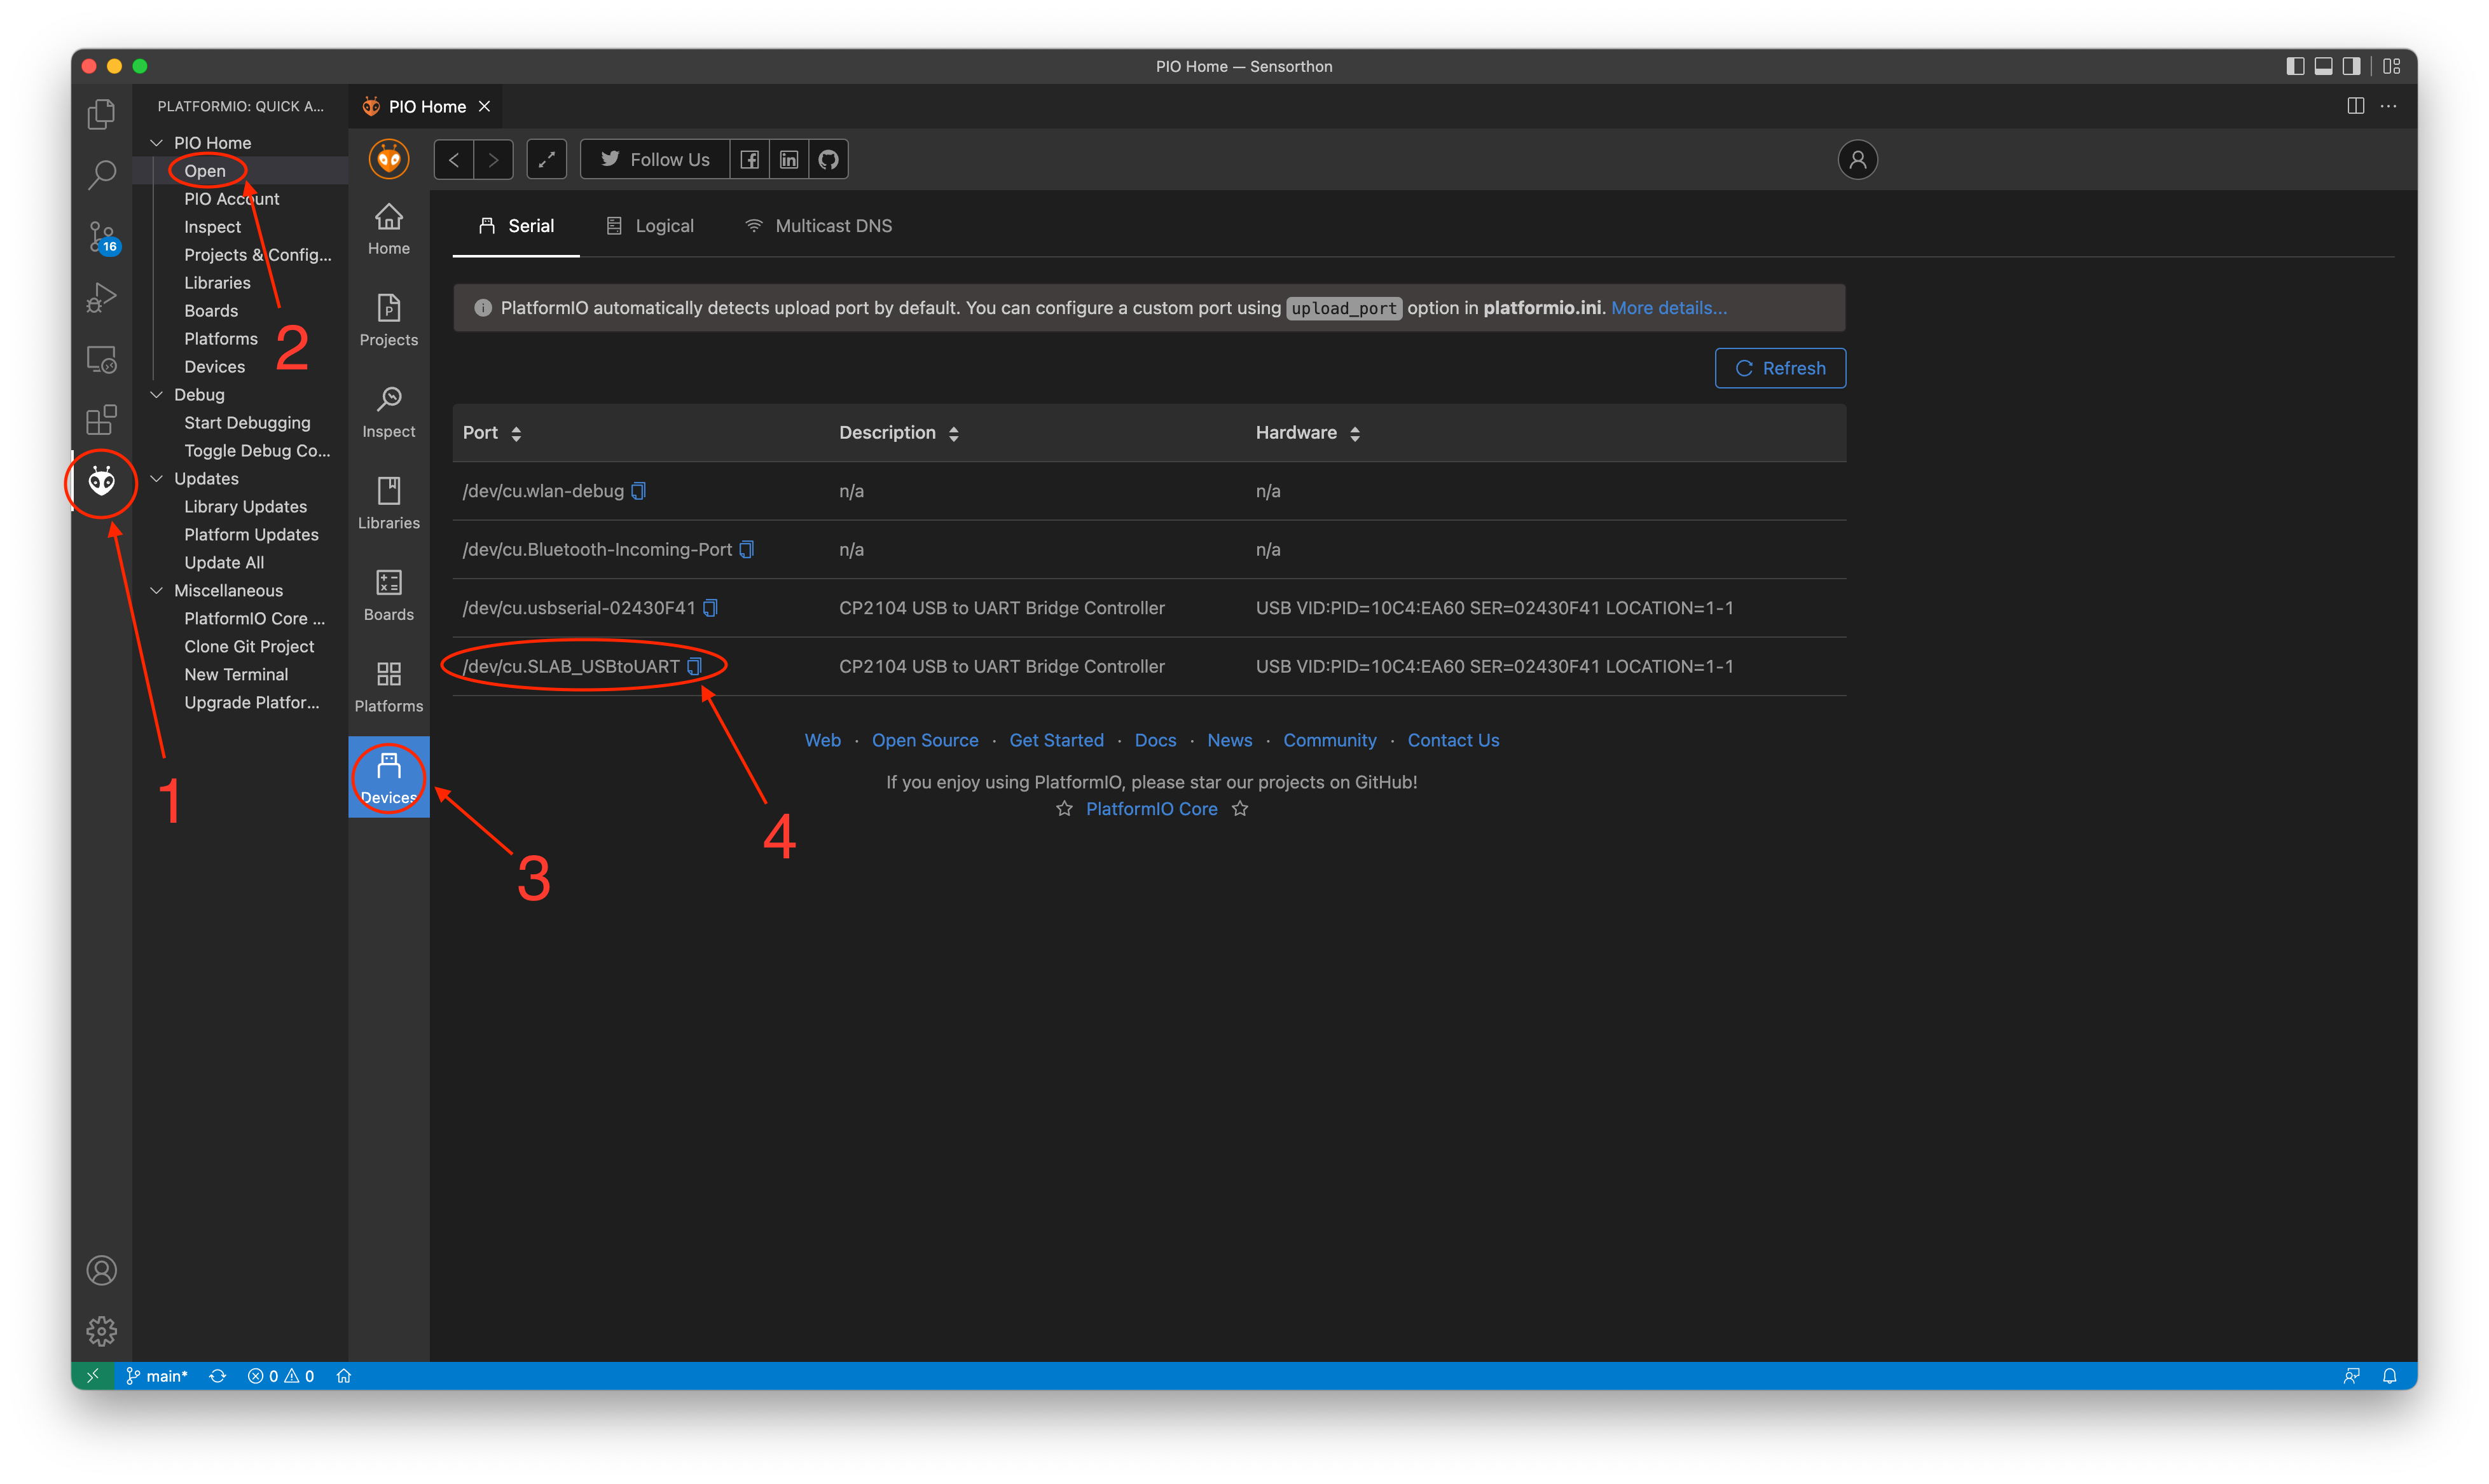 PIO Home — Sensorthon
PLATFORMIO: QUICK A...
PIO Home
Open
PIO Account
Inspect
Projects & Config...
Libraries
Boards
Platforms
Devices
Debug
Start Debugging
Toggle Debug Co...
Updates
Library Updates
Platform Updates
Update All
Miscellaneous
PlatformIO Core ...
Clone Git Project
New Terminal
Upgrade Platfor...
16
1
2
PIO Home
Follow Us
Home
Projects
Inspect
Libraries
Boards
Platforms
Devices
3
Serial Logical Multicast DNS
PlatformIO automatically detects upload port by default. You can configure a custom port using upload_port option in platformio.ini. More details...
Refresh
Port Description Hardware
/dev/cu.wlan-debug n/a n/a
/dev/cu.Bluetooth-Incoming-Port n/a n/a
/dev/cu.usbserial-02430F41 CP2104 USB to UART Bridge Controller USB VID:PID=10C4:EA60 SER=02430F41 LOCATION=1-1
/dev/cu.SLAB_USBtoUART CP2104 USB to UART Bridge Controller USB VID:PID=10C4:EA60 SER=02430F41 LOCATION=1-1
4
Web · Open Source · Get Started · Docs · News · Community · Contact Us
If you enjoy using PlatformIO, please star our projects on GitHub!
PlatformIO Core
main* 0 0